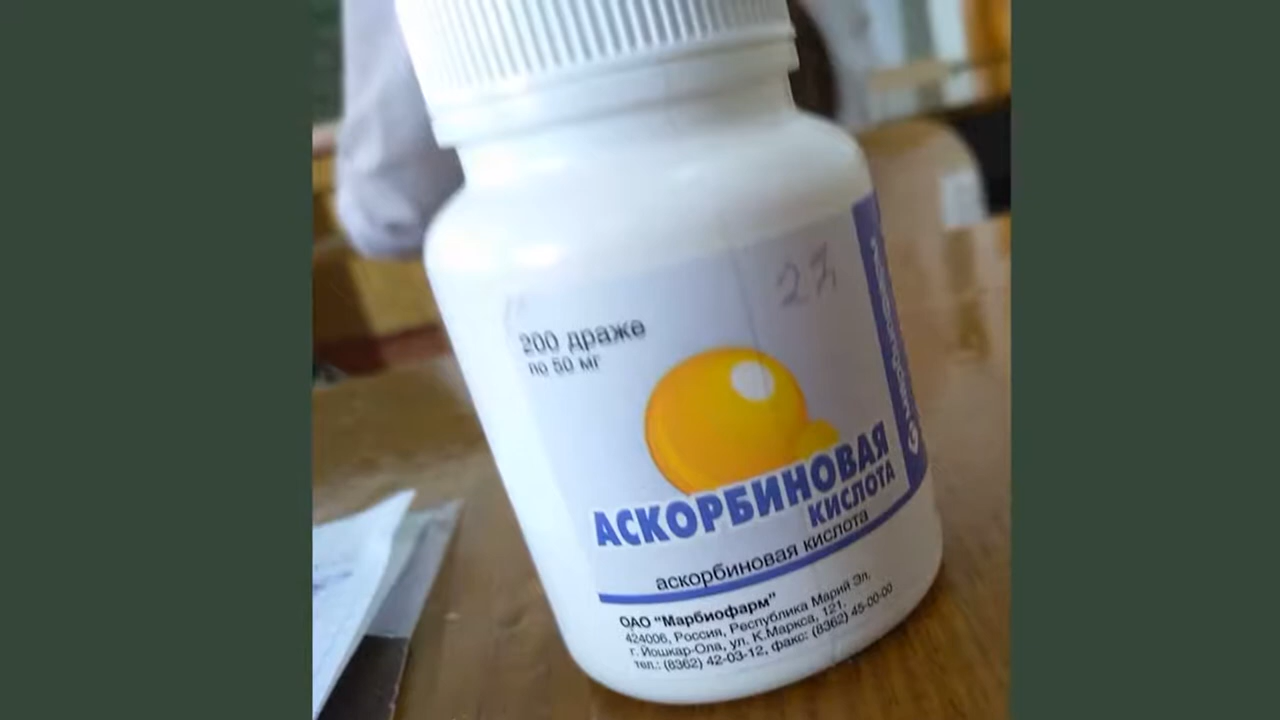 200 драже
по 50 мг
АСКОРБИНОВАЯ
КИСЛОТА
аскорбиновая кислота
ОАО "Марбиофарм"
424006, Россия, Республика Марий Эл,
г. Йошкар-Ола, ул. К.Маркса, 121,
тел.: (8362) 42-03-12, факс: (8362) 45-00-00